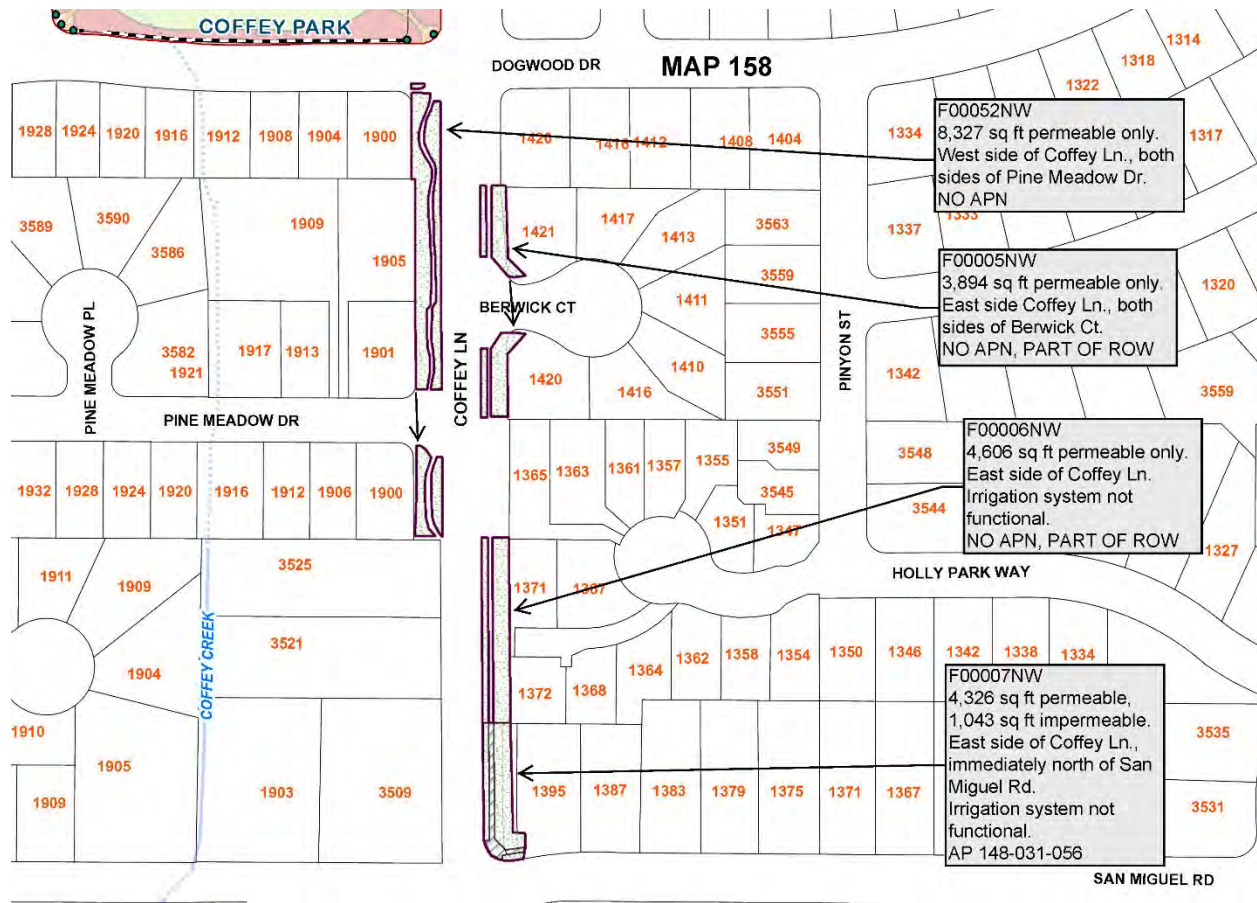 COFFEY PARK
DOGWOOD DR
MAP 158
1314
1318
1322
1317
1928 1924 1920 1916 1912 1908 1904 1900
1420 1416 1412 1408 1404
1334
F00052NW
8,327 sq ft permeable only.
West side of Coffey Ln., both
sides of Pine Meadow Dr.
NO APN
3589 3590 3586 1909 1905
1421 1417 1413 3563
1337 1333
F00005NW
3,894 sq ft permeable only.
East side Coffey Ln., both
sides of Berwick Ct.
NO APN, PART OF ROW
1320
3559
1411
BERWICK CT
3555
PINE MEADOW PL
3582
1921
1917 1913 1901
COFFEY LN
1420 1416 1410 3551
PINYON ST
1342
3559
PINE MEADOW DR
F00006NW
4,606 sq ft permeable only.
East side of Coffey Ln.
Irrigation system not
functional.
NO APN, PART OF ROW
1932 1928 1924 1920 1916 1912 1906 1900
1365 1363 1361 1357 1355 3549
3545
1351 1347
3548
3544
1327
HOLLY PARK WAY
1911 1909 3525
1371 1367
3521
1904
COFFEY CREEK
1372 1368 1364 1362 1358 1354 1350 1346 1342 1338 1334
F00007NW
4,326 sq ft permeable,
1,043 sq ft impermeable.
East side of Coffey Ln.,
immediately north of San
Miguel Rd.
Irrigation system not
functional.
AP 148-031-056
3535
3531
1910
1905
1909
1903 3509
1395 1387 1383 1379 1375 1371 1367
SAN MIGUEL RD